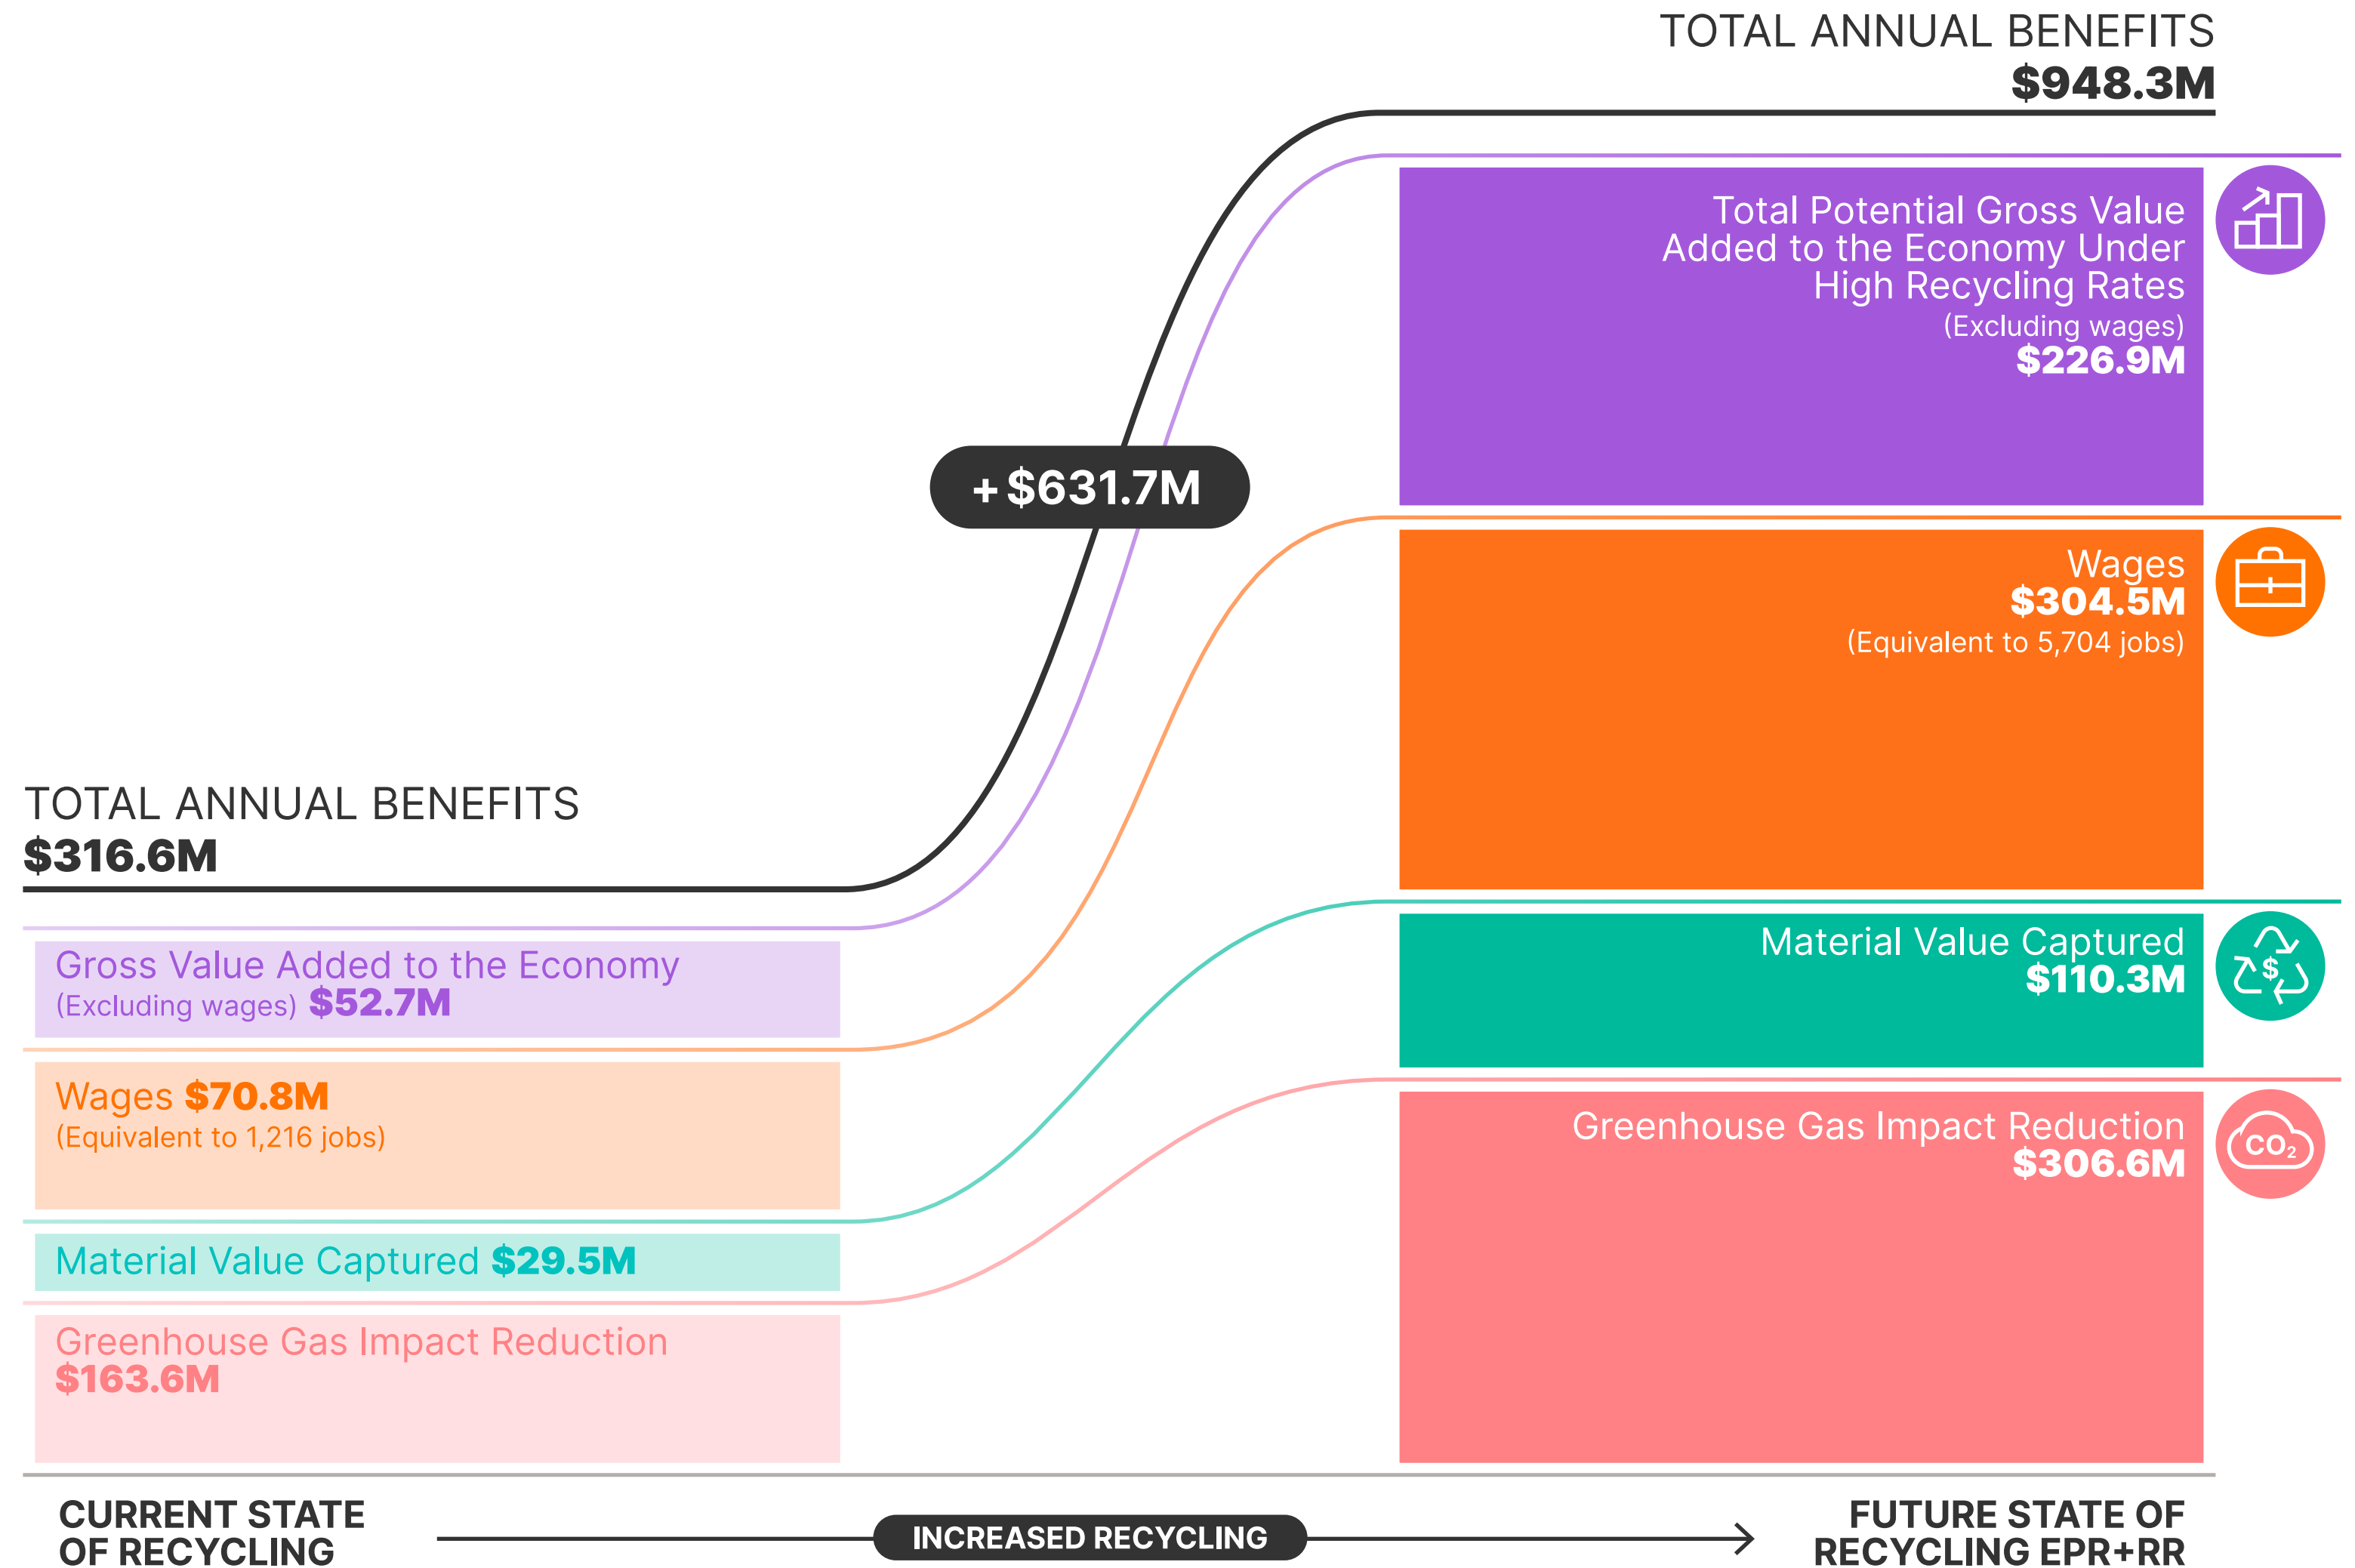 TOTAL ANNUAL BENEFITS
$948.3M
Total Potential Gross Value
Added to the Economy Under
High Recycling Rates
(Excluding wages)
$226.9M
+$631.7M
Wages
$304.5M
(Equivalent to 5,704 jobs)
TOTAL ANNUAL BENEFITS
$316.6M
Gross Value Added to the Economy
(Excluding wages) $52.7M
Material Value Captured
$110.3M
$
Wages $70.8M
(Equivalent to 1,216 jobs)
Greenhouse Gas Impact Reduction
$306.6M
CO₂
Material Value Captured $29.5M
Greenhouse Gas Impact Reduction
$163.6M
CURRENT STATE
OF RECYCLING
INCREASED RECYCLING
FUTURE STATE OF
RECYCLING EPR+RR